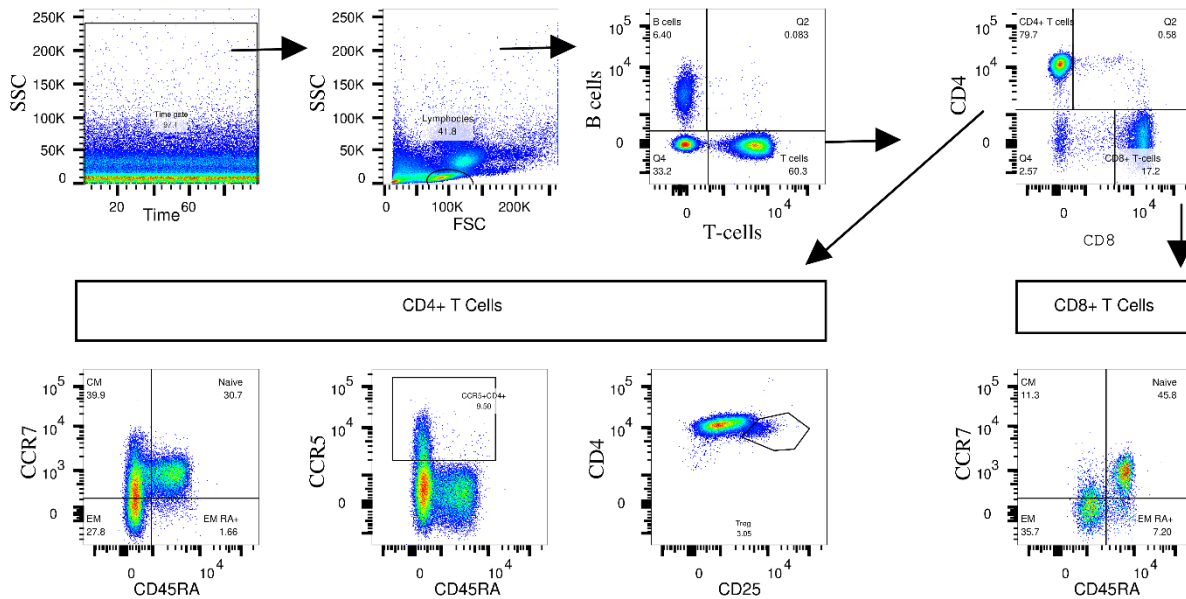 250K
200K
150K
100K
50K
0
SSC
Time gate
97.1
20
60
Time
250K
200K
150K
100K
50K
0
SSC
Lymphocytes
41.8
0
100K
200K
FSC
10^5
10^4
0
B cells
B cells
6.40
Q2
0.083
Q4
33.2
T cells
60.3
0
10^4
T-cells
10^5
10^4
0
CD4
CD4+ T cells
79.7
Q2
0.58
Q4
2.57
CD8+ T-cells
17.2
0
10^4
CD8
CD4+ T Cells
CD8+ T Cells
10^5
10^4
10^3
0
CCR7
CM
39.9
Naive
30.7
EM
27.8
EM RA+
1.66
0
10^4
CD45RA
10^5
10^4
10^3
0
CCR5
CCR5+CD4+
9.50
0
10^4
CD45RA
10^5
10^4
10^3
0
CD4
Treg
3.05
0
10^4
CD25
10^5
10^4
10^3
0
CCR7
CM
11.3
Naive
45.8
EM
35.7
EM RA+
7.20
0
10^4
CD45RA